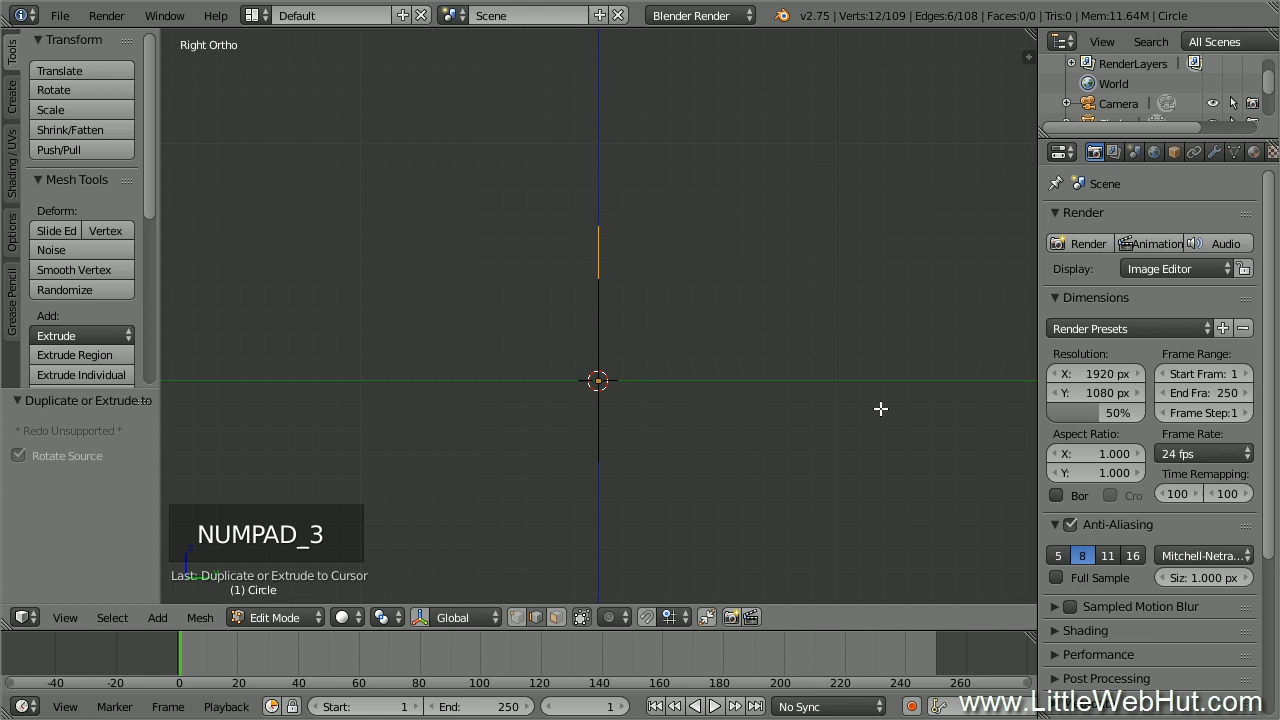 File Render Window Help Default Scene Blender Render v2.75 | Verts:12/109 | Edges:6/108 | Faces:0/0 | Tris:0 | Mem:11.64M | Circle
Tools
Create
Shading / UVs
Options
Grease Pencil
Transform
Translate
Rotate
Scale
Shrink/Fatten
Push/Pull
Mesh Tools
Deform:
Slide Ed Vertex
Noise
Smooth Vertex
Randomize
Add:
Extrude
Extrude Region
Extrude Individual
Duplicate or Extrude to
* Redo Unsupported *
Rotate Source
Right Ortho
NUMPAD_3
Last: Duplicate or Extrude to Cursor
(1) Circle
View Select Add Mesh Edit Mode Global
-40 -20 0 20 40 60 80 100 120 140 160 180 200 220 240 260
View Marker Frame Playback Start: 1 End: 250 1 No Sync
View Search All Scenes
RenderLayers |
World
Camera |
Scene
Render
Render Animation Audio
Display: Image Editor
Dimensions
Render Presets
Resolution: Frame Range:
X: 1920 px Start Fram: 1
Y: 1080 px End Fra: 250
50% Frame Step:1
Aspect Ratio: Frame Rate:
X: 1.000 24 fps
Y: 1.000 Time Remapping:
Bor Cro 100 100
Anti-Aliasing
5 8 11 16 Mitchell-Netra...
Full Sample Siz: 1.000 px
Sampled Motion Blur
Shading
Performance
Post Processing
www.LittleWebHut.com